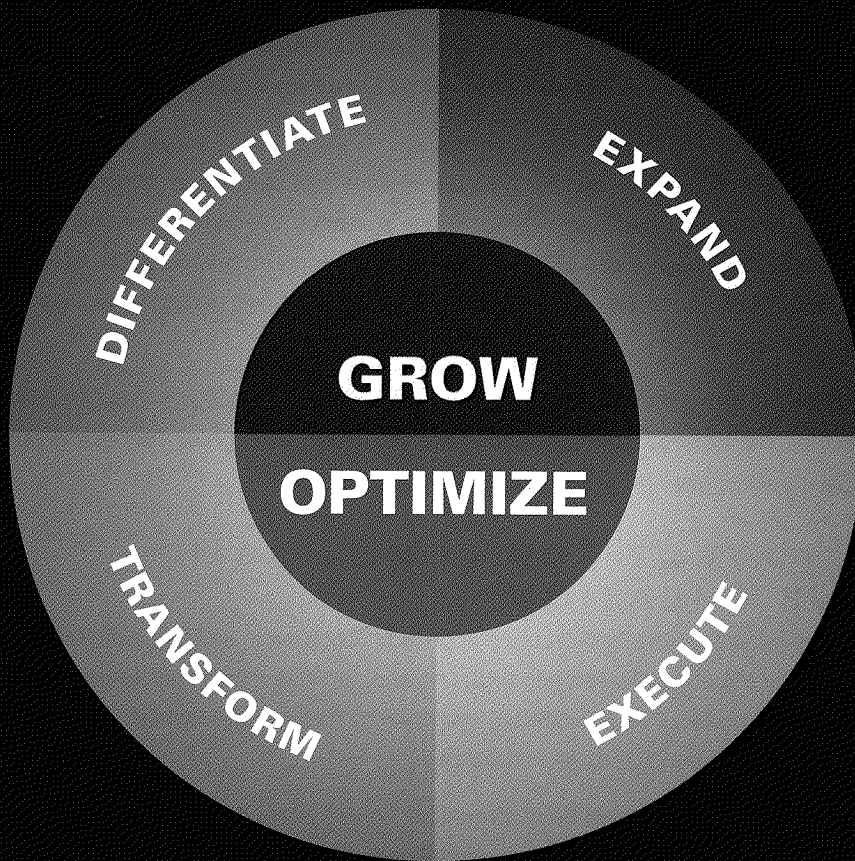 DIFFERENTIATE
EXPAND
GROW
OPTIMIZE
TRANSFORM
EXECUTE